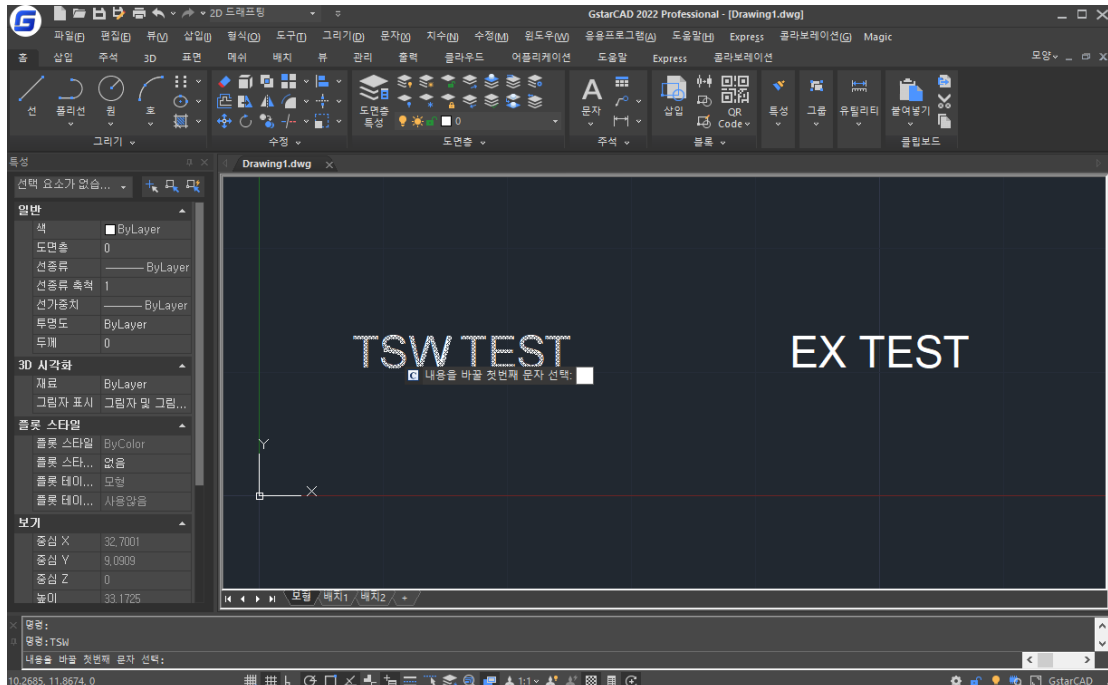 2D 드래프팅
GstarCAD 2022 Professional - [Drawing1.dwg]
파일(F) 편집(E) 뷰(V) 삽입(I) 형식(O) 도구(T) 그리기(D) 문자(X) 치수(N) 수정(M) 윈도우(W) 응용프로그램(A) 도움말(H) Express 콜라보레이션(G) Magic
홈 삽입 주석 3D 표면 메쉬 배치 뷰 관리 출력 클라우드 어플리케이션 도움말 Express 콜라보레이션 모양
선 폴리선 원 호
도면층 특성
0
A 문자
삽입
QR Code
특성 그룹 유틸리티 붙여넣기
그리기 수정 도면층 주석 블록 클립보드
특성
Drawing1.dwg
선택 요소가 없습...
일반
색 ByLayer
도면층 0
선종류 ByLayer
선종류 축척 1
선가중치 ByLayer
투명도 ByLayer
두께 0
3D 시각화
재료 ByLayer
그림자 표시 그림자 및 그림...
플롯 스타일
플롯 스타일 ByColor
플롯 스타... 없음
플롯 테이... 모형
플롯 테이... 사용않음
보기
중심 X 32,7001
중심 Y 9,0909
중심 Z 0
높이 33,1725
TSW TEST
EX TEST
내용을 바꿀 첫번째 문자 선택:
Y
X
모형 배치1 배치2 +
명령:
명령:TSW
내용을 바꿀 첫번째 문자 선택:
10.2685, 11.8674, 0
1:1
GstarCAD